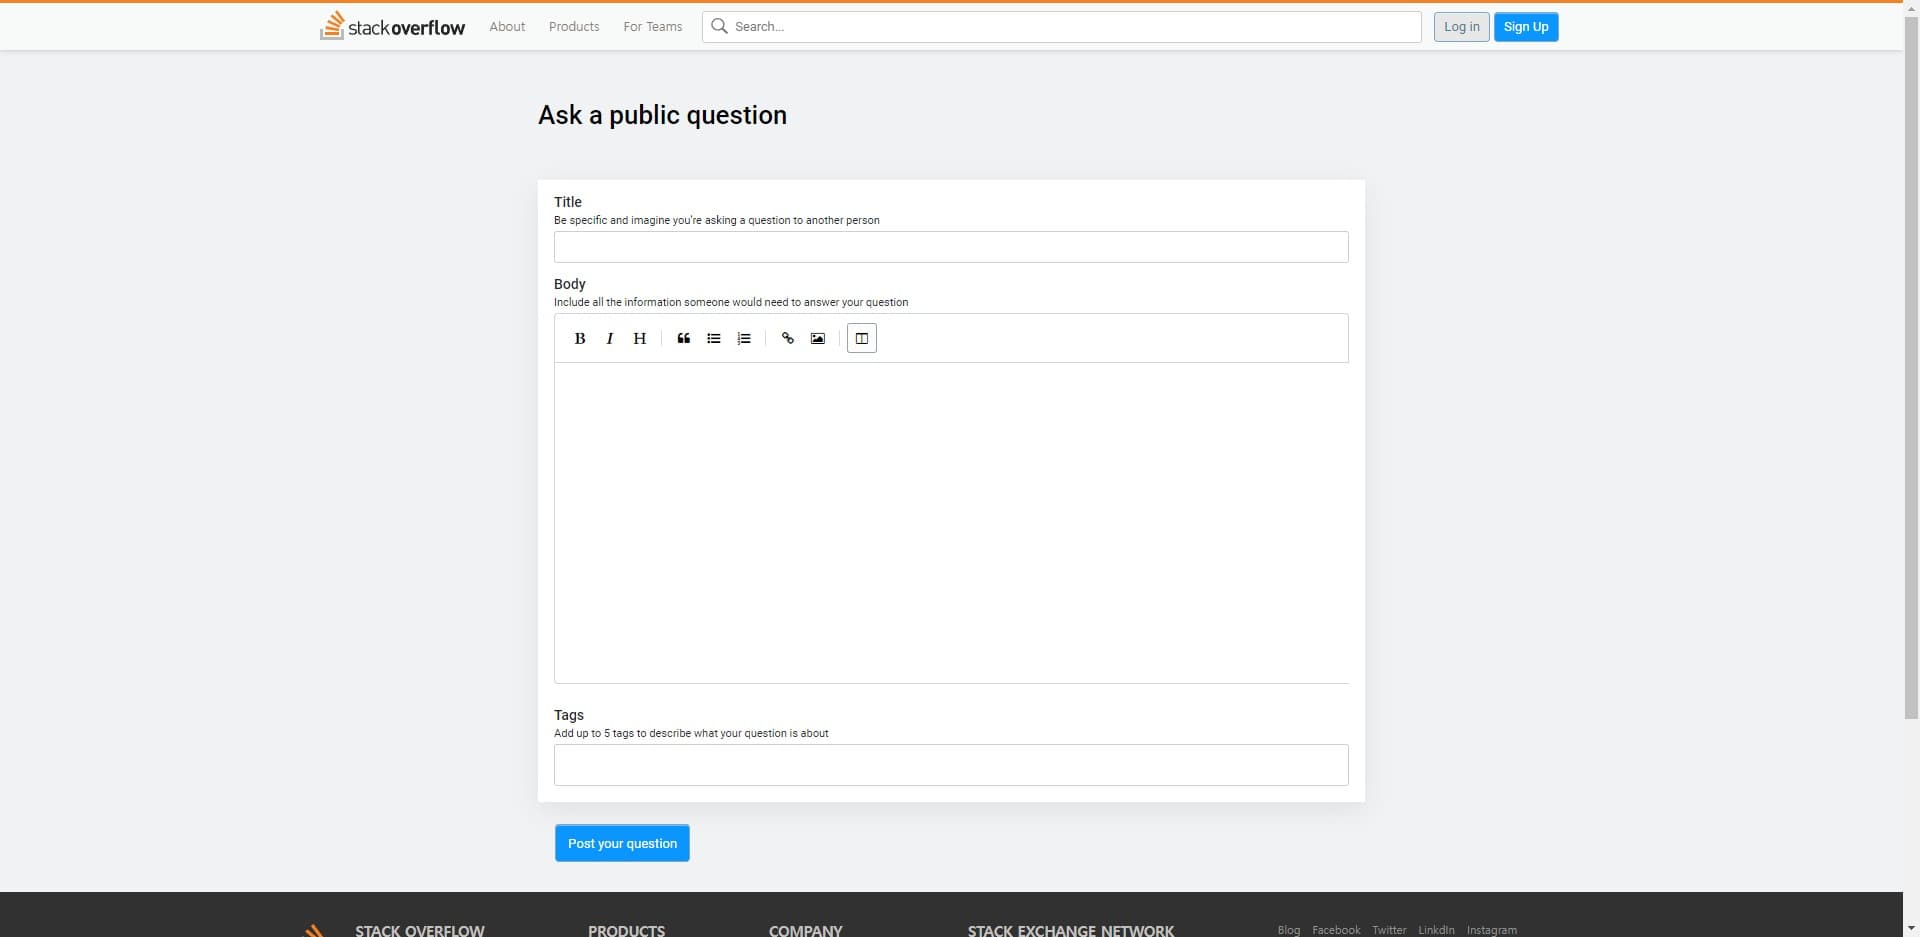 stackoverflow About Products For Teams Search... Log in Sign Up
Ask a public question
Title
Be specific and imagine you're asking a question to another person
Body
Include all the information someone would need to answer your question
B I H
Tags
Add up to 5 tags to describe what your question is about
Post your question
STACK OVERFLOW PRODUCTS COMPANY STACK EXCHANGE NETWORK Blog Facebook Twitter LinkdIn Instagram